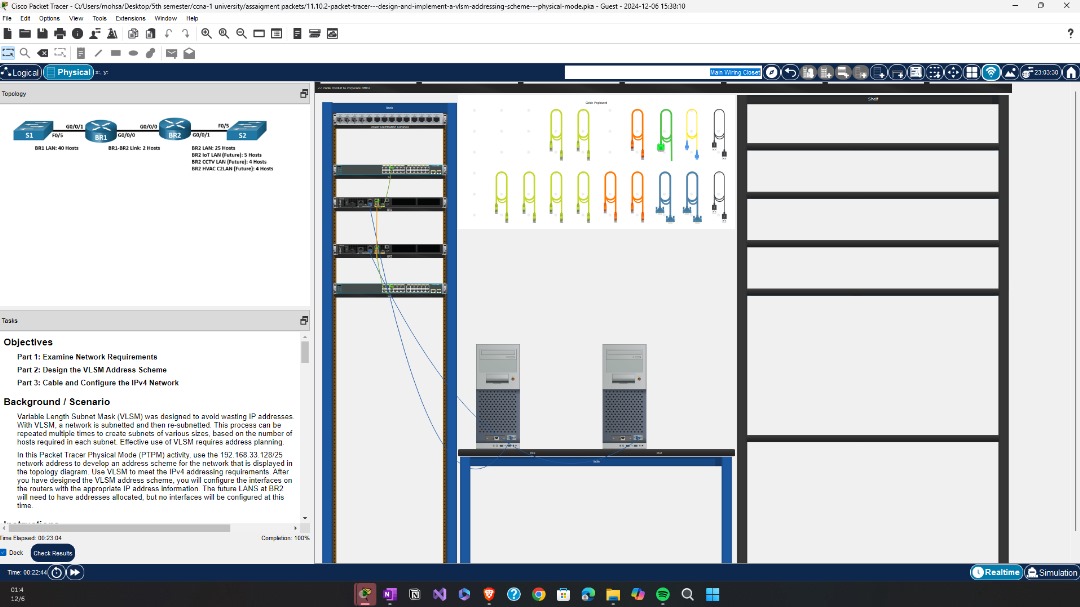 Cisco Packet Tracer - C:/Users/mohsa/Desktop/5th semester/ccna-1 university/assaigment packets/11.10.2-packet-tracer---design-and-implement-a-vlsm-addressing-scheme---physical-mode.pka - Guest - 2024-12-06 15:38:10
File Edit Options View Tools Extensions Window Help
Logical Physical
Main Wiring Closet
23:03:30
Topology
Rack
Cable Pegboard
Shelf
S1 F0/5 G0/0/1 BR1 G0/0/0 G0/0/0 BR2 G0/0/1 F0/5 S2
BR1 LAN: 40 Hosts
BR1-BR2 Link: 2 Hosts
BR2 LAN: 25 Hosts
BR2 IoT LAN (Future): 5 Hosts
BR2 CCTV LAN (Future): 4 Hosts
BR2 HVAC C2LAN (Future): 4 Hosts
Tasks
Objectives
Part 1: Examine Network Requirements
Part 2: Design the VLSM Address Scheme
Part 3: Cable and Configure the IPv4 Network
Background / Scenario
Variable Length Subnet Mask (VLSM) was designed to avoid wasting IP addresses.
With VLSM, a network is subnetted and then re-subnetted. This process can be
repeated multiple times to create subnets of various sizes, based on the number of
hosts required in each subnet. Effective use of VLSM requires address planning.
In this Packet Tracer Physical Mode (PTPM) activity, use the 192.168.33.128/25
network address to develop an address scheme for the network that is displayed in
the topology diagram. Use VLSM to meet the IPv4 addressing requirements. After
you have designed the VLSM address scheme, you will configure the interfaces on
the routers with the appropriate IP address information. The future LANS at BR2
will need to have addresses allocated, but no interfaces will be configured at this
time.
Time Elapsed: 00:23:04 Completion: 100%
Dock Check Results
Time: 00:22:44
Realtime Simulation
01:4
12/6